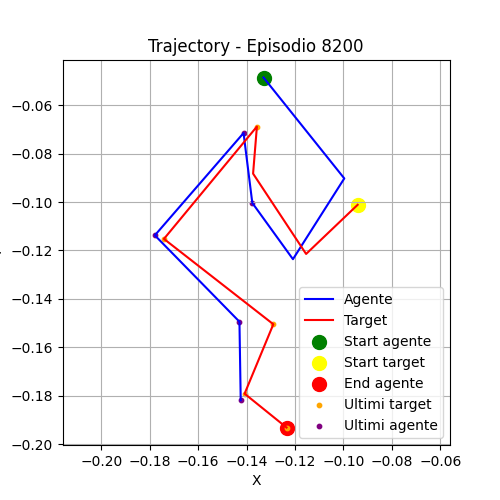 Trajectory - Episodio 8200
−0.06
−0.08
−0.10
−0.12
−0.14
−0.16
−0.18
−0.20
Agente
Target
Start agente
Start target
End agente
Ultimi target
Ultimi agente
−0.20 −0.18 −0.16 −0.14 −0.12 −0.10 −0.08 −0.06
X